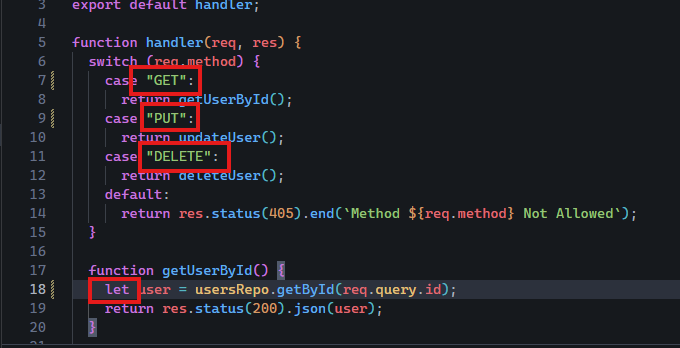 3 export default handler;
4
5 function handler(req, res) {
6 switch (req.method) {
7 case "GET":
8 return getUserById();
9 case "PUT":
10 return updateUser();
11 case "DELETE":
12 return deleteUser();
13 default:
14 return res.status(405).end(`Method ${req.method} Not Allowed`);
15 }
16
17 function getUserById() {
18 let user = usersRepo.getById(req.query.id);
19 return res.status(200).json(user);
20 }